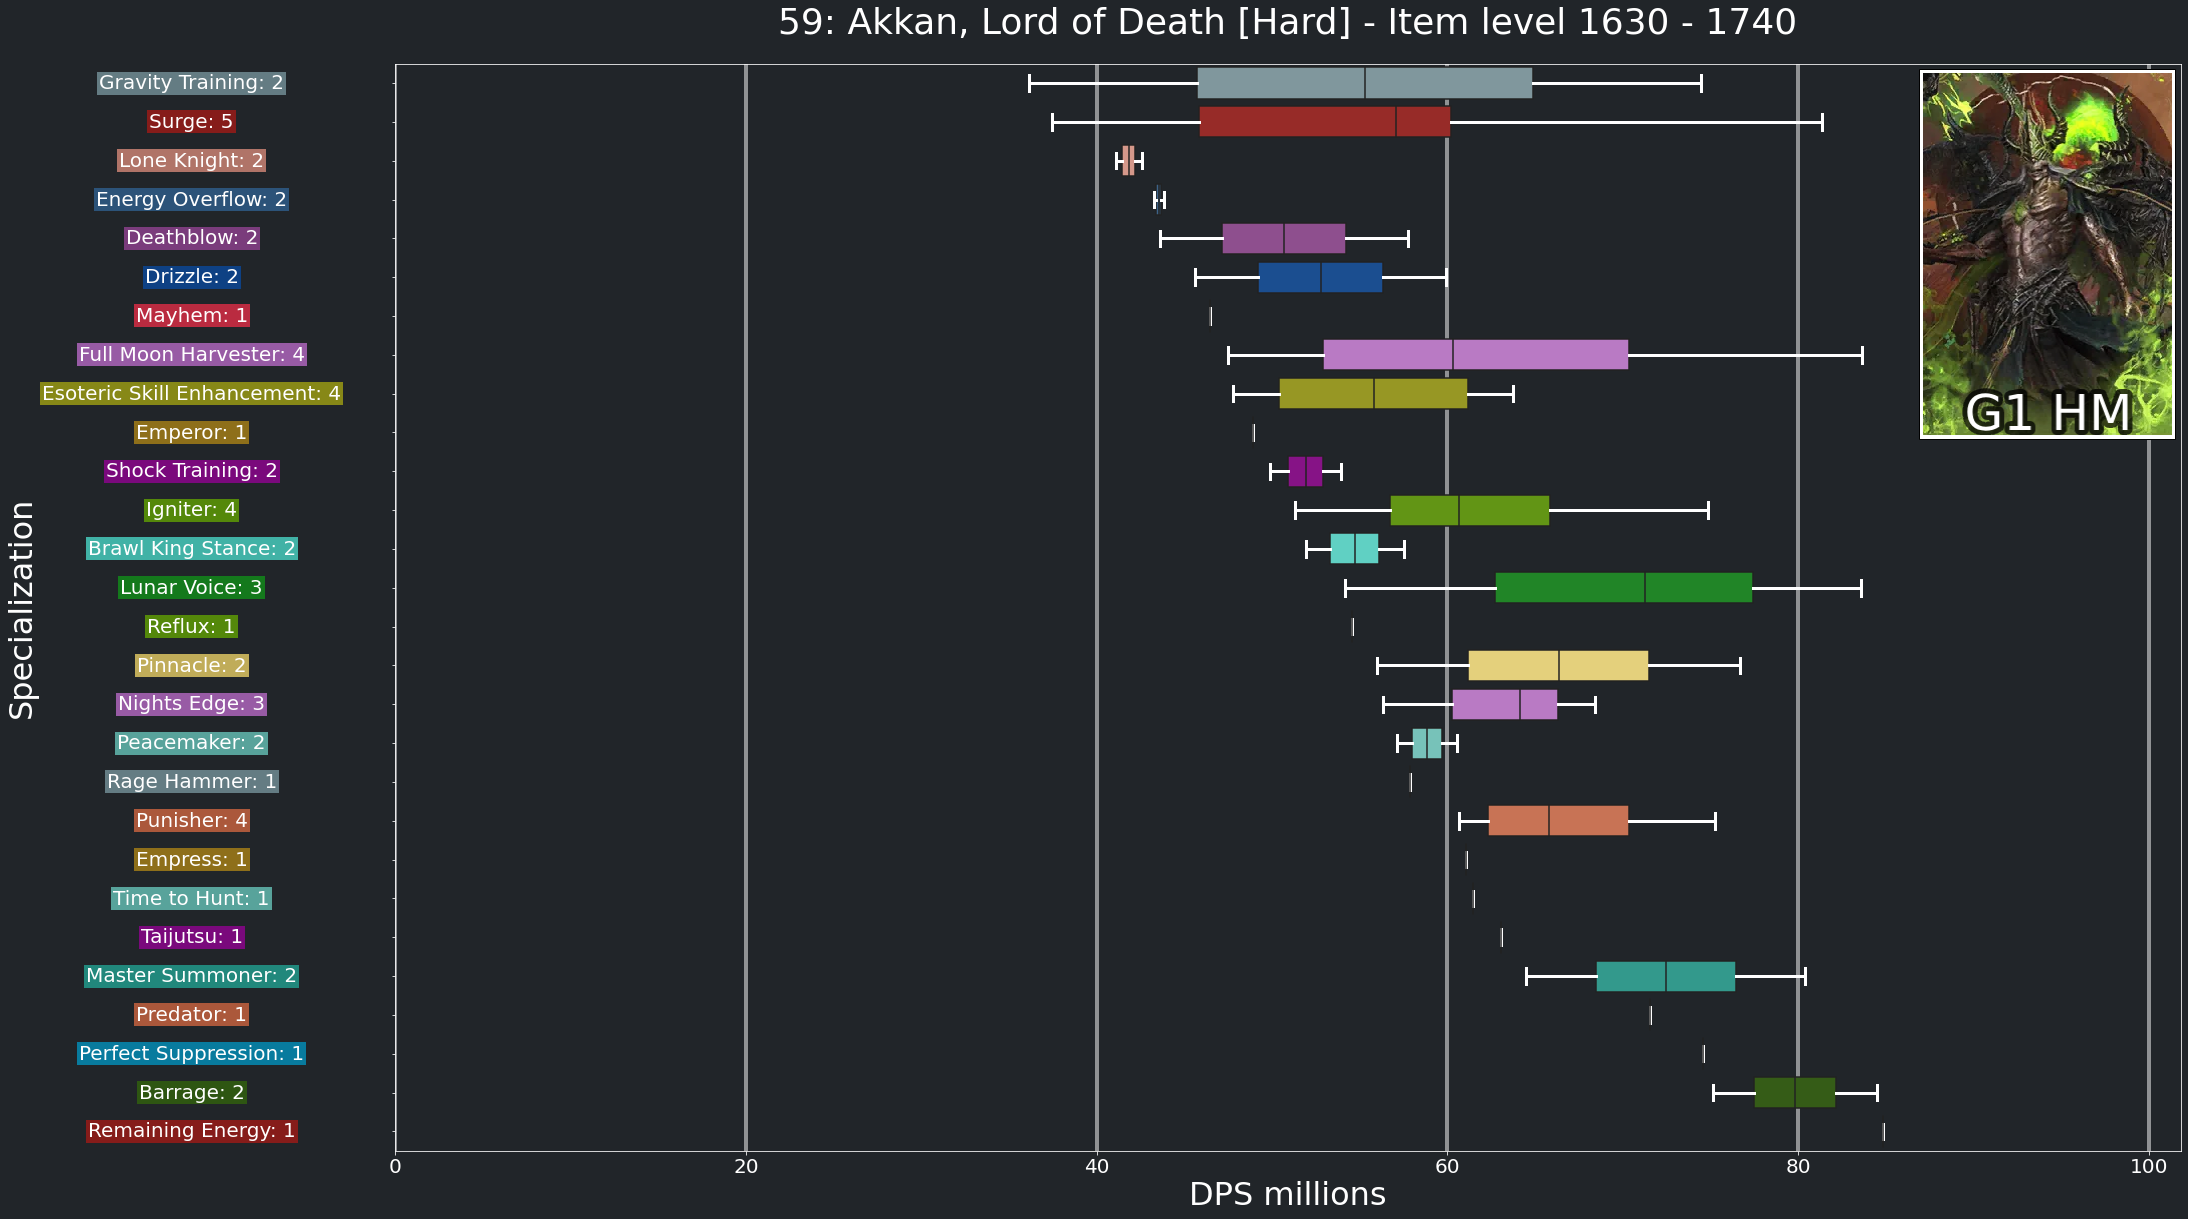 59: Akkan, Lord of Death [Hard] - Item level 1630 - 1740
Gravity Training: 2
Surge: 5
Lone Knight: 2
Energy Overflow: 2
Deathblow: 2
Drizzle: 2
Mayhem: 1
Full Moon Harvester: 4
Esoteric Skill Enhancement: 4
Emperor: 1
Shock Training: 2
Igniter: 4
Brawl King Stance: 2
Lunar Voice: 3
Reflux: 1
Pinnacle: 2
Nights Edge: 3
Peacemaker: 2
Rage Hammer: 1
Punisher: 4
Empress: 1
Time to Hunt: 1
Taijutsu: 1
Master Summoner: 2
Predator: 1
Perfect Suppression: 1
Barrage: 2
Remaining Energy: 1
Specialization
G1 HM
0 20 40 60 80 100
DPS millions